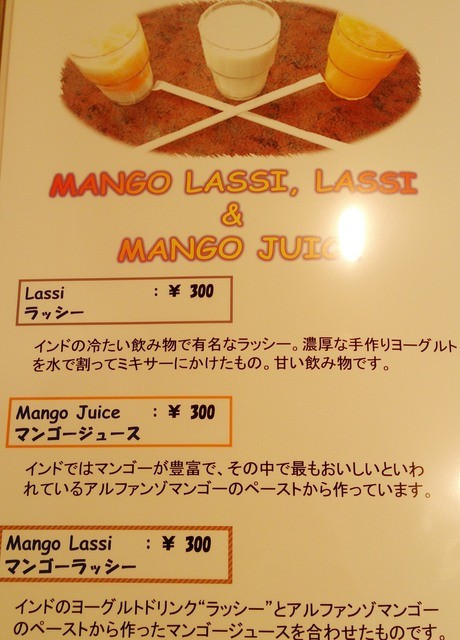 MANGO LASSI, LASSI
&
MANGO
Lassi : ¥ 300
ラッシー
インドの冷たい飲み物で有名なラッシー。濃厚な手作りヨーグルト
を水で割ってミキサーにかけたもの。甘い飲み物です。
Mango Juice : ¥ 300
マンゴージュース
インドではマンゴーが豊富で、その中で最もおいしいといわ
れているアルファンゾマンゴーのペーストから作っています。
Mango Lassi : ¥ 300
マンゴーラッシー
インドのヨーグルトドリンク“ラッシー”とアルファンゾマンゴー
のペーストから作ったマンゴージュースを合わせたものです。